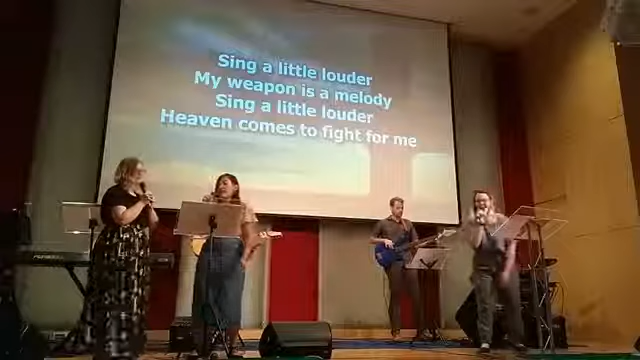 Sing a little louder
My weapon is a melody
Sing a little louder
Heaven comes to fight for me